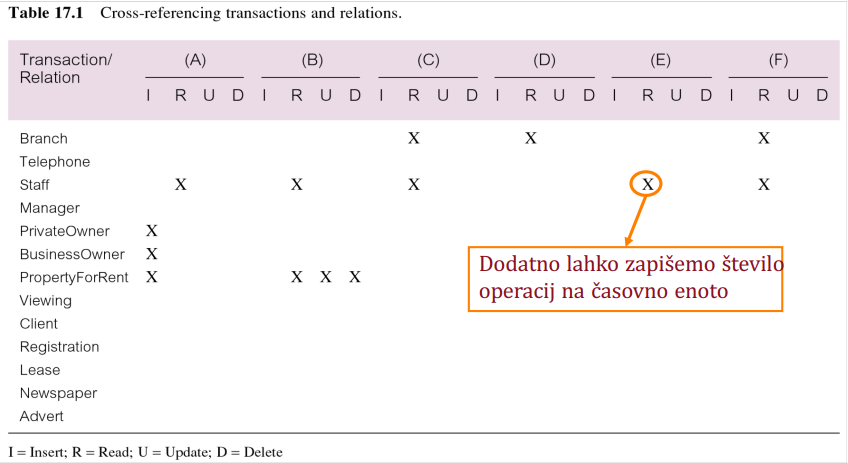 Table 17.1 Cross-referencing transactions and relations.
Transaction/ (A) (B) (C) (D) (E) (F)
Relation
I R U D I R U D I R U D I R U D I R U D I R U D
Branch X X X
Telephone
Staff X X X X X
Manager
PrivateOwner X
BusinessOwner X
PropertyForRent X X X X
Viewing
Client
Registration
Lease
Newspaper
Advert
Dodatno lahko zapišemo število
operacij na časovno enoto
I = Insert; R = Read; U = Update; D = Delete